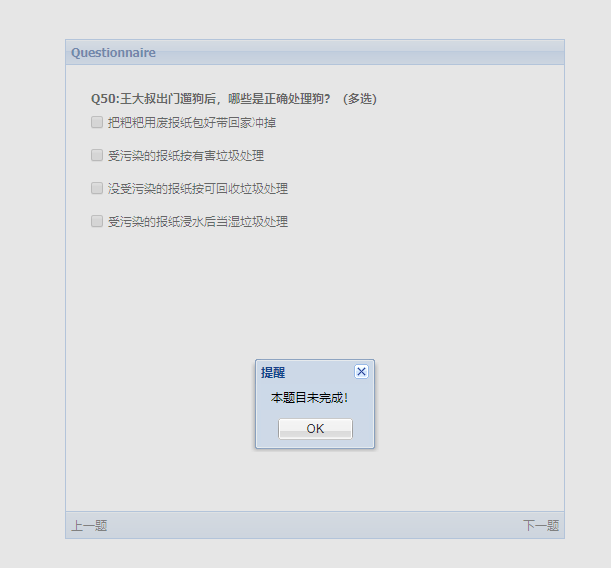 Questionnaire
Q50:王大叔出门遛狗后，哪些是正确处理狗？（多选）
把粑粑用废报纸包好带回家冲掉
受污染的报纸按有害垃圾处理
没受污染的报纸按可回收垃圾处理
受污染的报纸浸水后当湿垃圾处理
提醒
本题目未完成！
OK
上一题
下一题